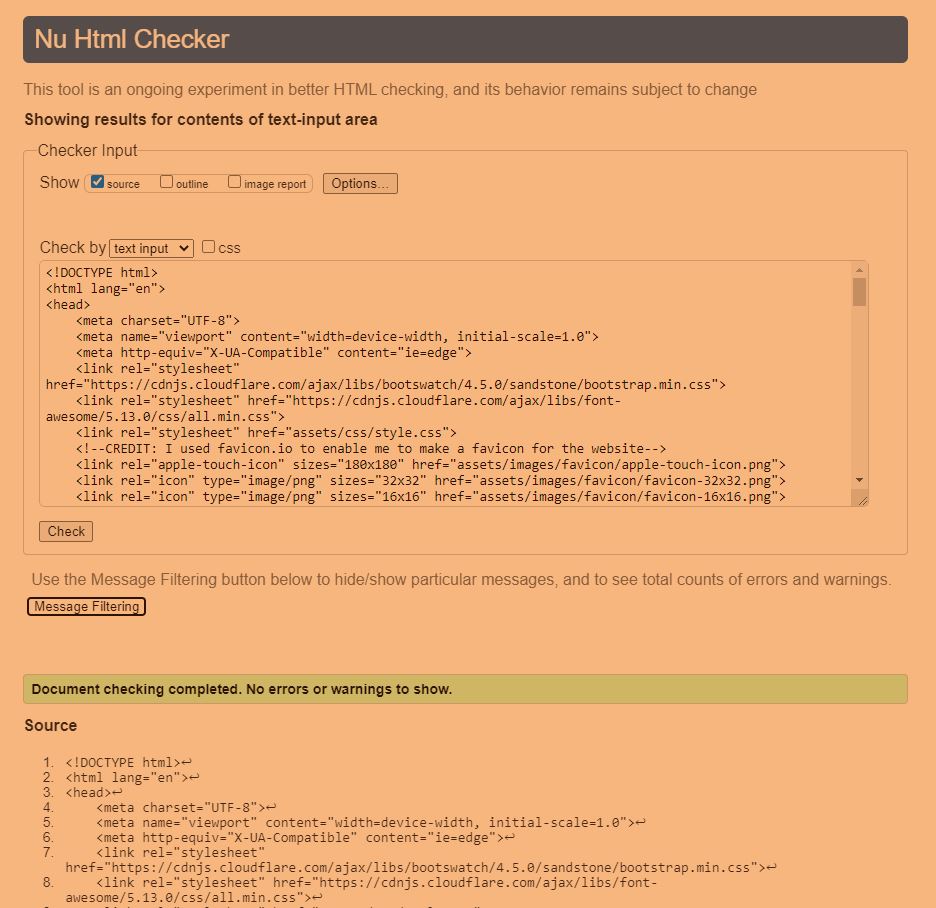 Nu Html Checker
This tool is an ongoing experiment in better HTML checking, and its behavior remains subject to change
Showing results for contents of text-input area
Checker Input
Show source outline image report Options...
Check by text input css
<!DOCTYPE html>
<html lang="en">
<head>
    <meta charset="UTF-8">
    <meta name="viewport" content="width=device-width, initial-scale=1.0">
    <meta http-equiv="X-UA-Compatible" content="ie=edge">
    <link rel="stylesheet"
href="https://cdnjs.cloudflare.com/ajax/libs/bootswatch/4.5.0/sandstone/bootstrap.min.css">
    <link rel="stylesheet" href="https://cdnjs.cloudflare.com/ajax/libs/font-
awesome/5.13.0/css/all.min.css">
    <link rel="stylesheet" href="assets/css/style.css">
    <!--CREDIT: I used favicon.io to enable me to make a favicon for the website-->
    <link rel="apple-touch-icon" sizes="180x180" href="assets/images/favicon/apple-touch-icon.png">
    <link rel="icon" type="image/png" sizes="32x32" href="assets/images/favicon/favicon-32x32.png">
    <link rel="icon" type="image/png" sizes="16x16" href="assets/images/favicon/favicon-16x16.png">
Check
Use the Message Filtering button below to hide/show particular messages, and to see total counts of errors and warnings.
Message Filtering
Document checking completed. No errors or warnings to show.
Source
1. <!DOCTYPE html>↩
2. <html lang="en">↩
3. <head>↩
4.     <meta charset="UTF-8">↩
5.     <meta name="viewport" content="width=device-width, initial-scale=1.0">↩
6.     <meta http-equiv="X-UA-Compatible" content="ie=edge">↩
7.     <link rel="stylesheet"
href="https://cdnjs.cloudflare.com/ajax/libs/bootswatch/4.5.0/sandstone/bootstrap.min.css">↩
8.     <link rel="stylesheet" href="https://cdnjs.cloudflare.com/ajax/libs/font-
awesome/5.13.0/css/all.min.css">↩